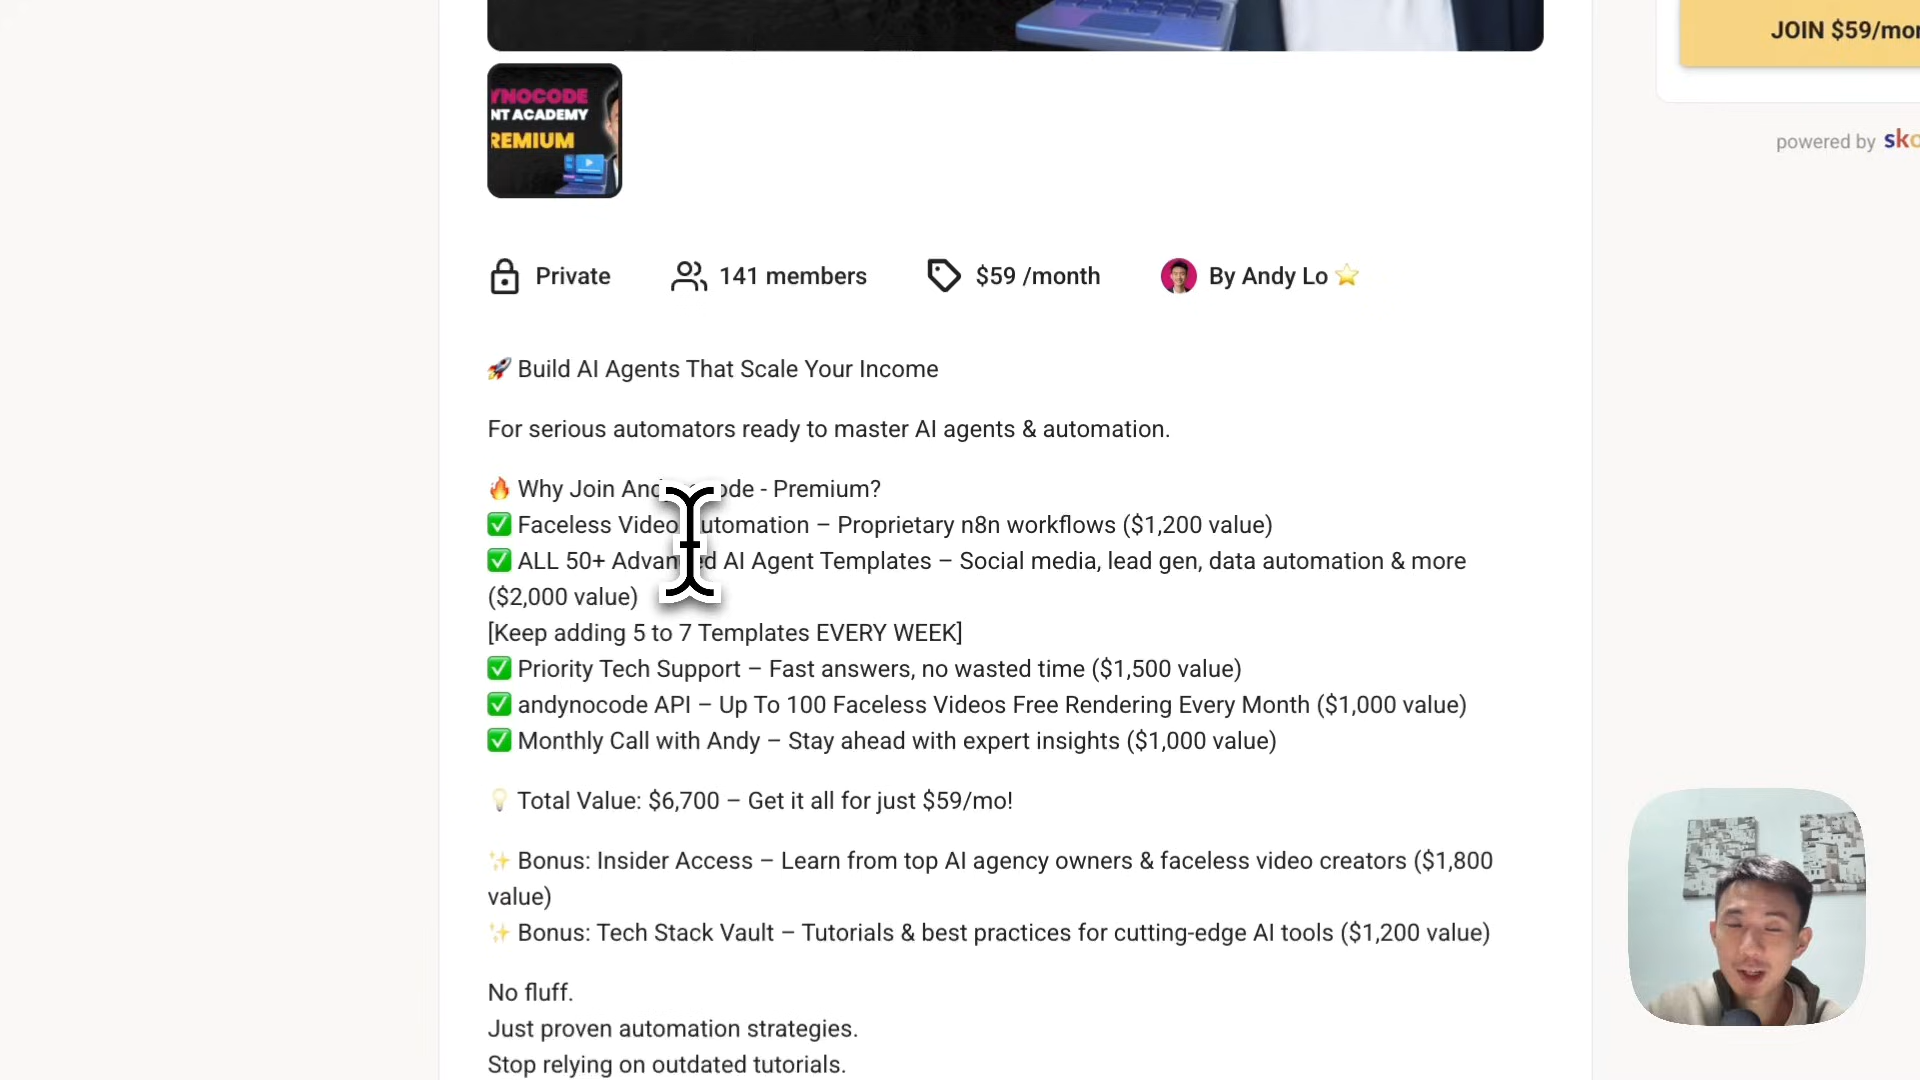 JOIN $59/mo
YNOCODE
NT ACADEMY
REMIUM
powered by sko
Private
141 members
$59 /month
By Andy Lo ⭐
🚀 Build AI Agents That Scale Your Income
For serious automators ready to master AI agents & automation.
🔥 Why Join And ode - Premium?
✅ Faceless Video utomation – Proprietary n8n workflows ($1,200 value)
✅ ALL 50+ Advan d AI Agent Templates – Social media, lead gen, data automation & more
($2,000 value)
[Keep adding 5 to 7 Templates EVERY WEEK]
✅ Priority Tech Support – Fast answers, no wasted time ($1,500 value)
✅ andynocode API – Up To 100 Faceless Videos Free Rendering Every Month ($1,000 value)
✅ Monthly Call with Andy – Stay ahead with expert insights ($1,000 value)
💡 Total Value: $6,700 – Get it all for just $59/mo!
✨ Bonus: Insider Access – Learn from top AI agency owners & faceless video creators ($1,800
value)
✨ Bonus: Tech Stack Vault – Tutorials & best practices for cutting-edge AI tools ($1,200 value)
No fluff.
Just proven automation strategies.
Stop relying on outdated tutorials.